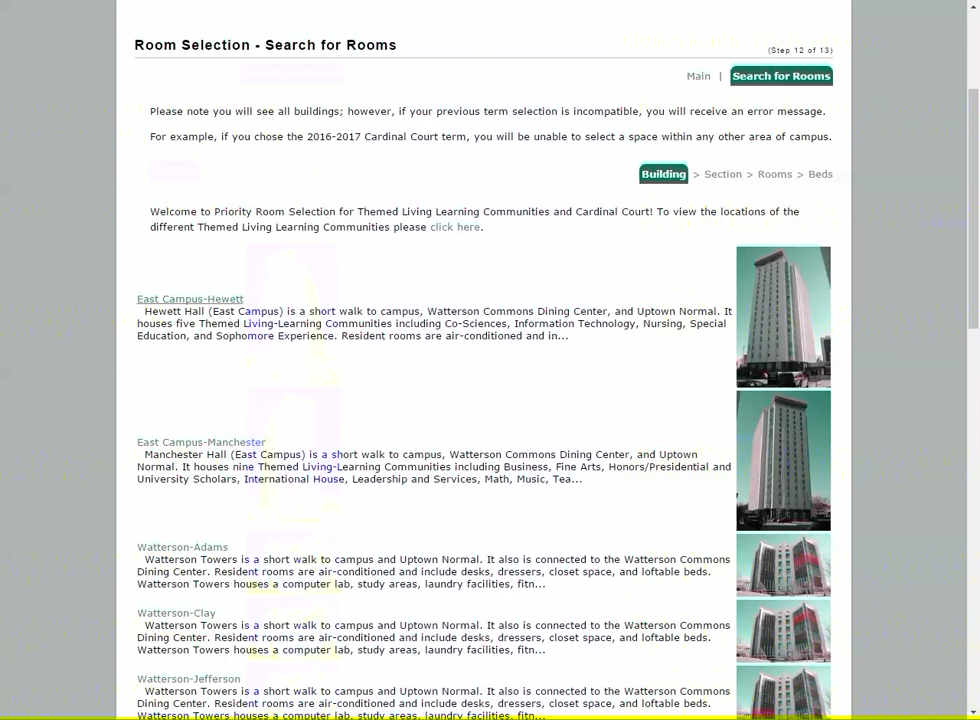 Room Selection - Search for Rooms
(Step 12 of 13)
Main | Search for Rooms
Please note you will see all buildings; however, if your previous term selection is incompatible, you will receive an error message.
For example, if you chose the 2016-2017 Cardinal Court term, you will be unable to select a space within any other area of campus.
Building > Section > Rooms > Beds
Welcome to Priority Room Selection for Themed Living Learning Communities and Cardinal Court! To view the locations of the
different Themed Living Learning Communities please click here.
East Campus-Hewett
Hewett Hall (East Campus) is a short walk to campus, Watterson Commons Dining Center, and Uptown Normal. It
houses five Themed Living-Learning Communities including Co-Sciences, Information Technology, Nursing, Special
Education, and Sophomore Experience. Resident rooms are air-conditioned and in...
East Campus-Manchester
Manchester Hall (East Campus) is a short walk to campus, Watterson Commons Dining Center, and Uptown
Normal. It houses nine Themed Living-Learning Communities including Business, Fine Arts, Honors/Presidential and
University Scholars, International House, Leadership and Services, Math, Music, Tea...
Watterson-Adams
Watterson Towers is a short walk to campus and Uptown Normal. It also is connected to the Watterson Commons
Dining Center. Resident rooms are air-conditioned and include desks, dressers, closet space, and loftable beds.
Watterson Towers houses a computer lab, study areas, laundry facilities, fitn...
Watterson-Clay
Watterson Towers is a short walk to campus and Uptown Normal. It also is connected to the Watterson Commons
Dining Center. Resident rooms are air-conditioned and include desks, dressers, closet space, and loftable beds.
Watterson Towers houses a computer lab, study areas, laundry facilities, fitn...
Watterson-Jefferson
Watterson Towers is a short walk to campus and Uptown Normal. It also is connected to the Watterson Commons
Dining Center. Resident rooms are air-conditioned and include desks, dressers, closet space, and loftable beds.
Watterson Towers houses a computer lab, study areas, laundry facilities, fitn...